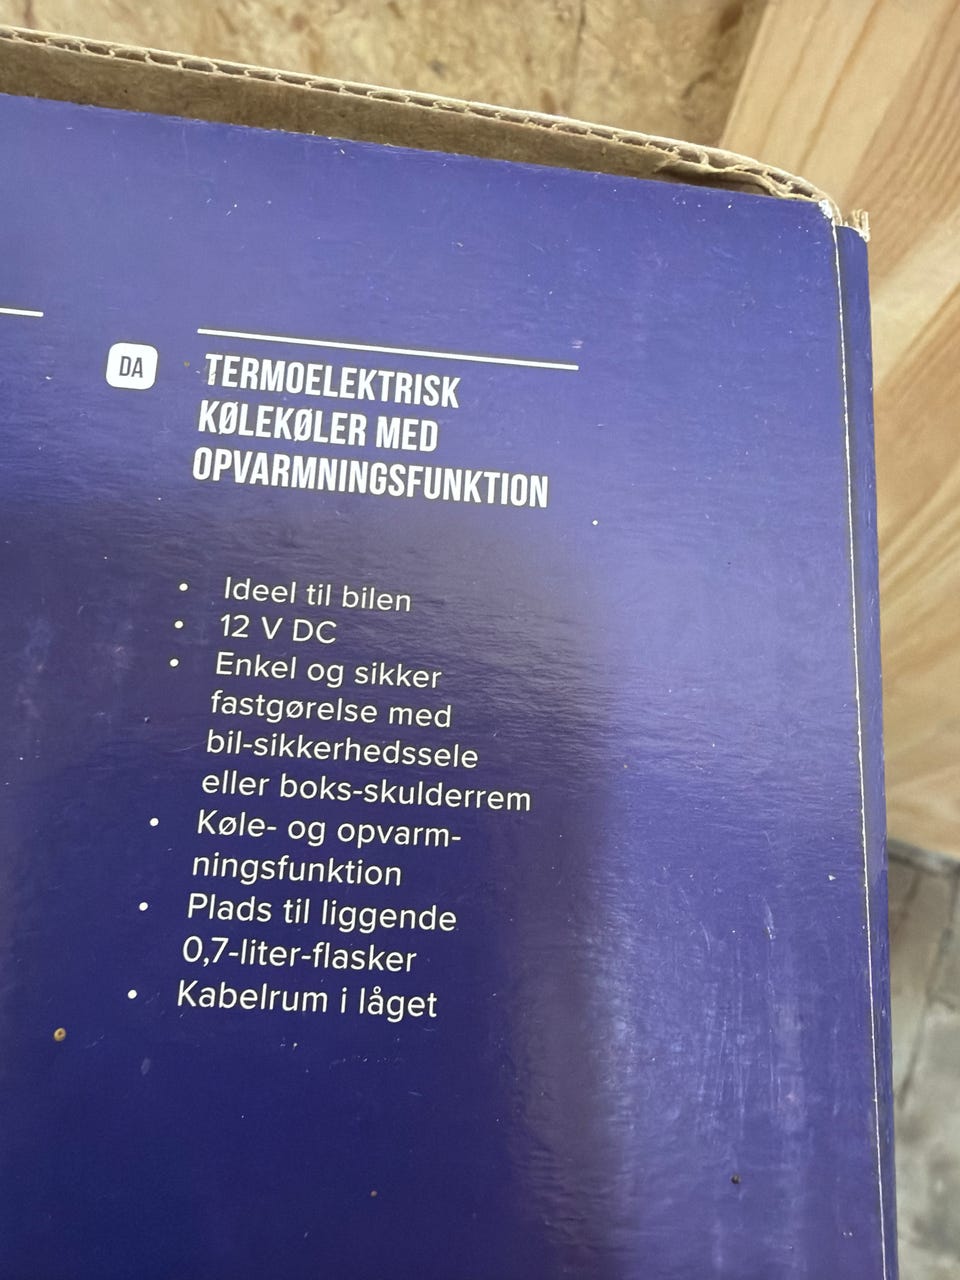 DA
TERMOELEKTRISK
KØLEKØLER MED
OPVARMNINGSFUNKTION
• Ideel til bilen
• 12 V DC
• Enkel og sikker
fastgørelse med
bil-sikkerhedssele
eller boks-skulderrem
• Køle- og opvarm-
ningsfunktion
• Plads til liggende
0,7-liter-flasker
• Kabelrum i låget